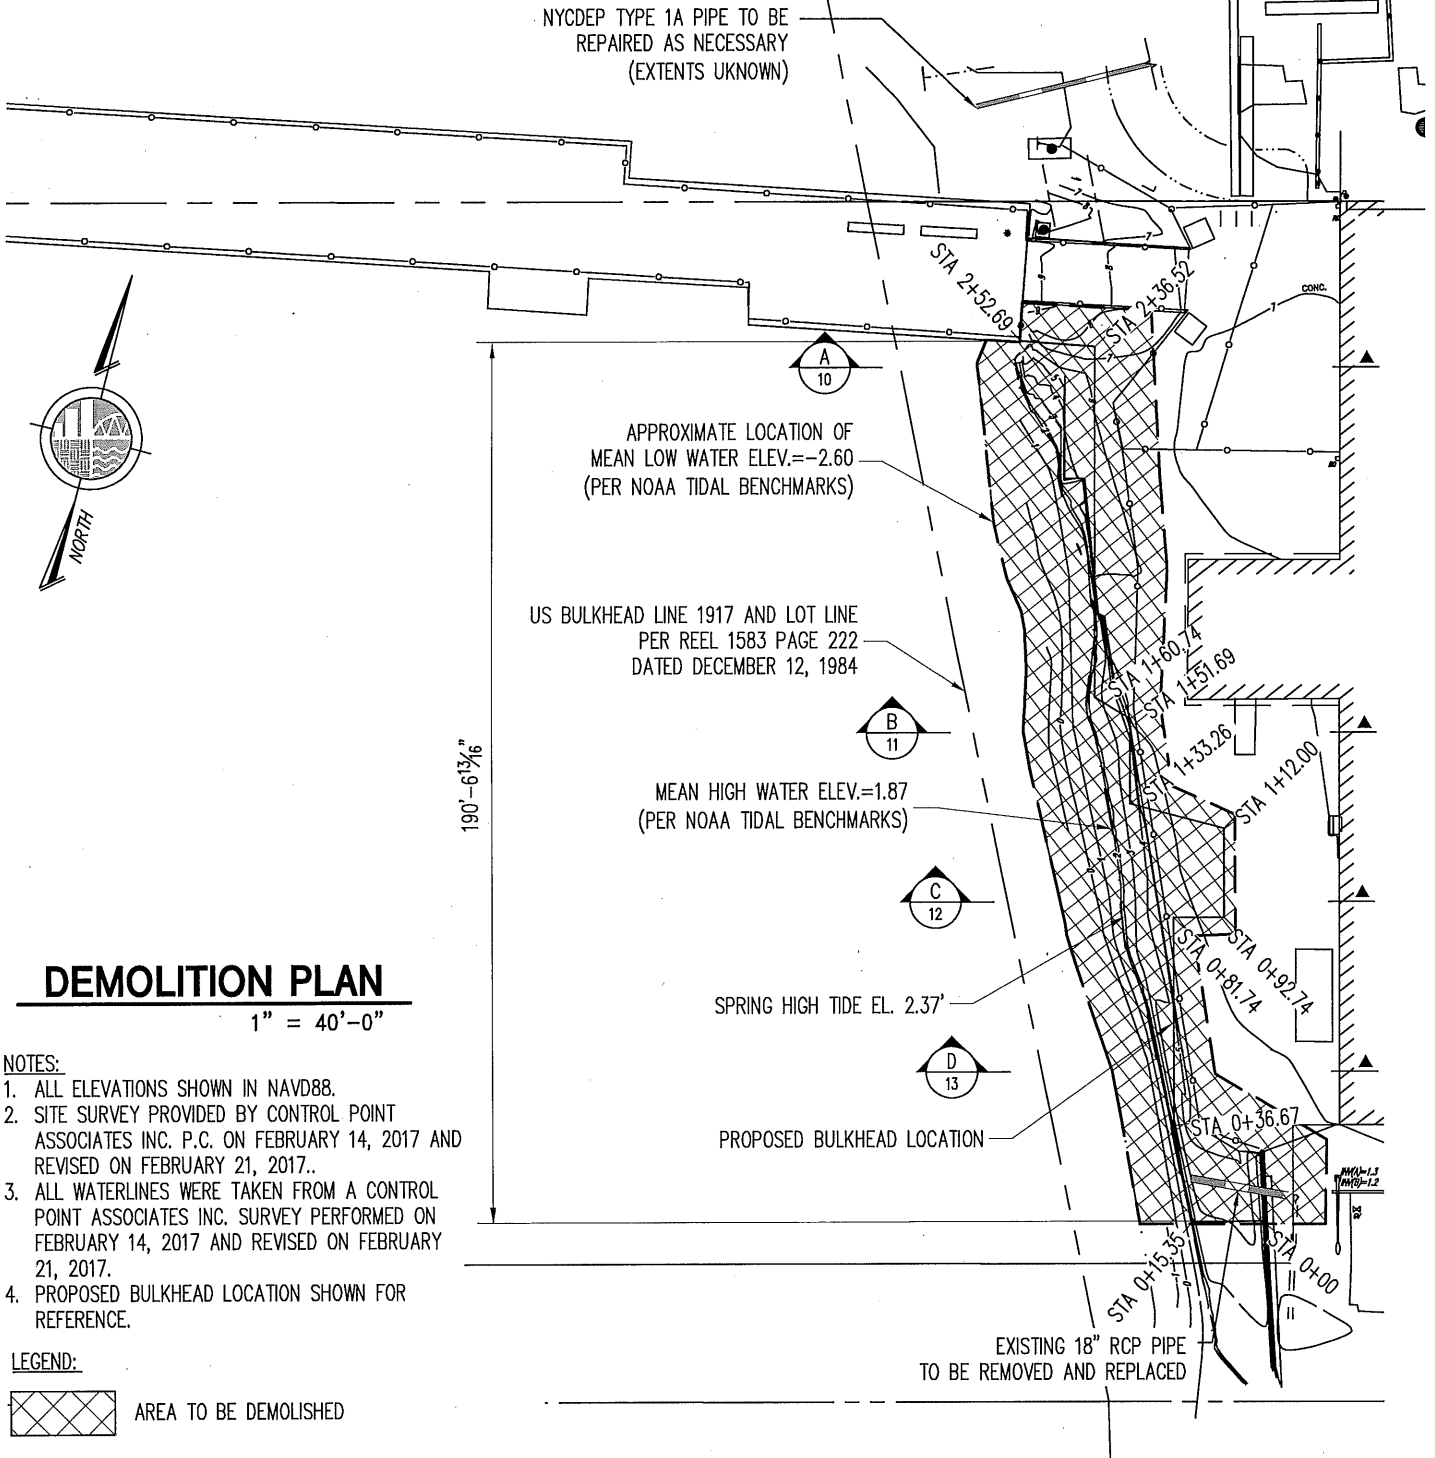 NYCDEP TYPE 1A PIPE TO BE
REPAIRED AS NECESSARY
(EXTENTS UKNOWN)
CONC.
STA 2+52.69
STA 2+36.52
A
10
APPROXIMATE LOCATION OF
MEAN LOW WATER ELEV.=-2.60
(PER NOAA TIDAL BENCHMARKS)
NORTH
US BULKHEAD LINE 1917 AND LOT LINE
PER REEL 1583 PAGE 222
DATED DECEMBER 12, 1984
STA 1+60.74
STA 1+51.69
B
11
STA 1+33.26
STA 1+12.00
190'-6 13/16"
MEAN HIGH WATER ELEV.=1.87
(PER NOAA TIDAL BENCHMARKS)
C
12
STA 0+92.74
STA 0+81.74
SPRING HIGH TIDE EL. 2.37'
D
13
PROPOSED BULKHEAD LOCATION
STA 0+36.67
INV(A)=1.3
INV(B)=1.2
STA 0+15.35
STA 0+00
EXISTING 18" RCP PIPE
TO BE REMOVED AND REPLACED
DEMOLITION PLAN
1" = 40'-0"
NOTES:
1. ALL ELEVATIONS SHOWN IN NAVD88.
2. SITE SURVEY PROVIDED BY CONTROL POINT
ASSOCIATES INC. P.C. ON FEBRUARY 14, 2017 AND
REVISED ON FEBRUARY 21, 2017..
3. ALL WATERLINES WERE TAKEN FROM A CONTROL
POINT ASSOCIATES INC. SURVEY PERFORMED ON
FEBRUARY 14, 2017 AND REVISED ON FEBRUARY
21, 2017.
4. PROPOSED BULKHEAD LOCATION SHOWN FOR
REFERENCE.
LEGEND:
AREA TO BE DEMOLISHED